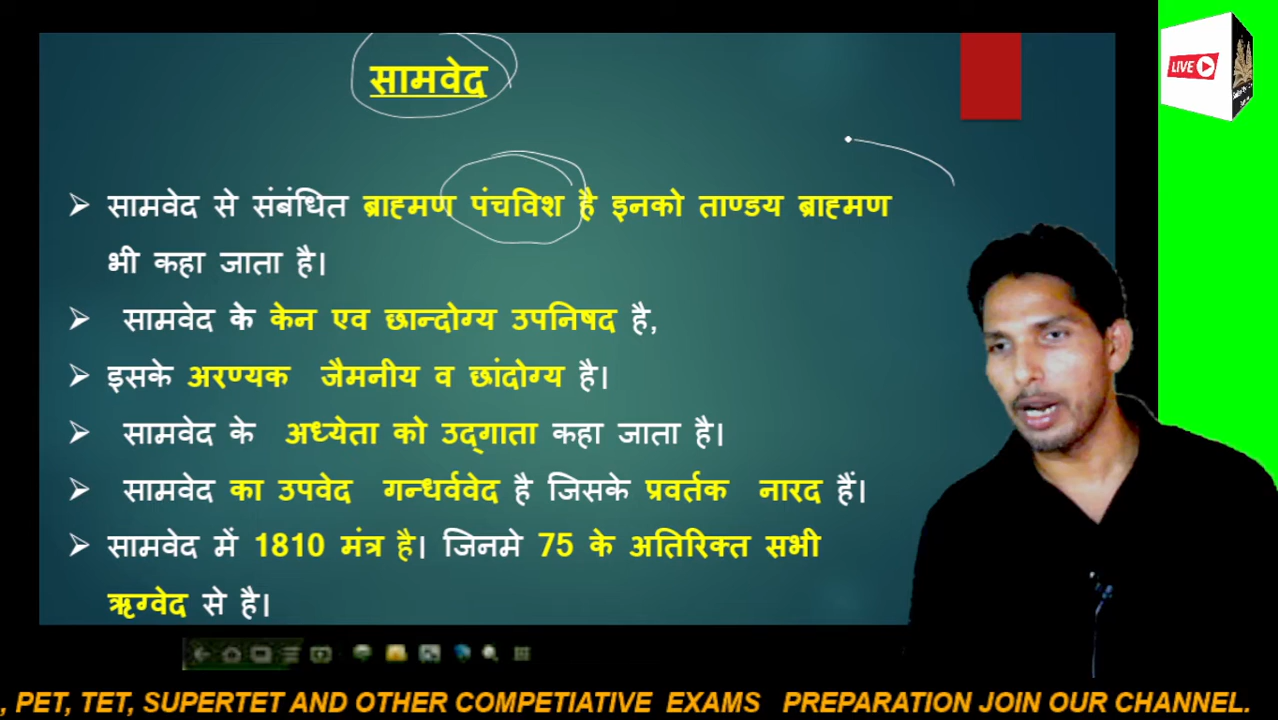 सामवेद
LIVE
➢ सामवेद से संबंधित ब्राह्मण पंचविश है इनको ताण्डय ब्राह्मण
भी कहा जाता है।
➢ सामवेद के केन एव छान्दोग्य उपनिषद है,
➢ इसके अरण्यक जैमनीय व छांदोग्य है।
➢ सामवेद के अध्येता को उद्गाता कहा जाता है।
➢ सामवेद का उपवेद गन्धर्ववेद है जिसके प्रवर्तक नारद हैं।
➢ सामवेद में 1810 मंत्र है। जिनमे 75 के अतिरिक्त सभी
ऋग्वेद से है।
, PET, TET, SUPERTET AND OTHER COMPETIATIVE EXAMS PREPARATION JOIN OUR CHANNEL.